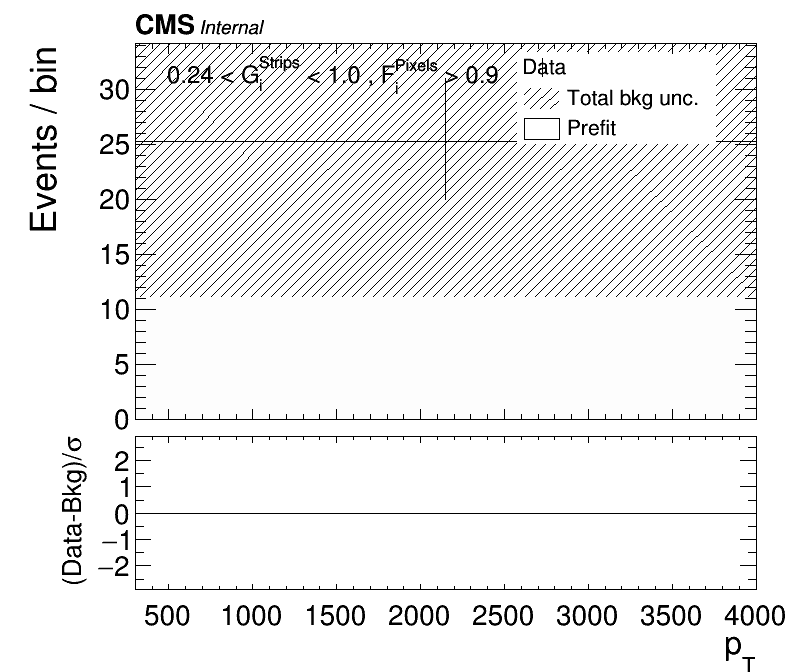 CMS Internal
Events / bin
0.24 < G_i^Strips < 1.0 , F_i^Pixels > 0.9
Data
Total bkg unc.
Prefit
30
25
20
15
10
5
0
(Data-Bkg)/σ
2
1
0
−1
−2
500 1000 1500 2000 2500 3000 3500 4000
p_T